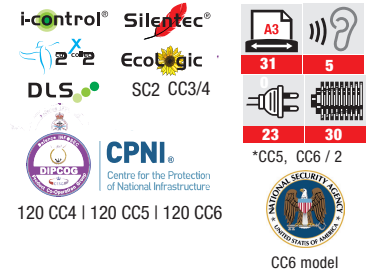 i-control®
Silentec®
2 x 2
EcoLogic
DLS
SC2 CC3/4
A3
31
5
0
23
30
*CC5, CC6 / 2
DIPCOG
CPNI®
Centre for the Protection
of National Infrastructure
120 CC4 | 120 CC5 | 120 CC6
NATIONAL SECURITY AGENCY
UNITED STATES OF AMERICA
CC6 model